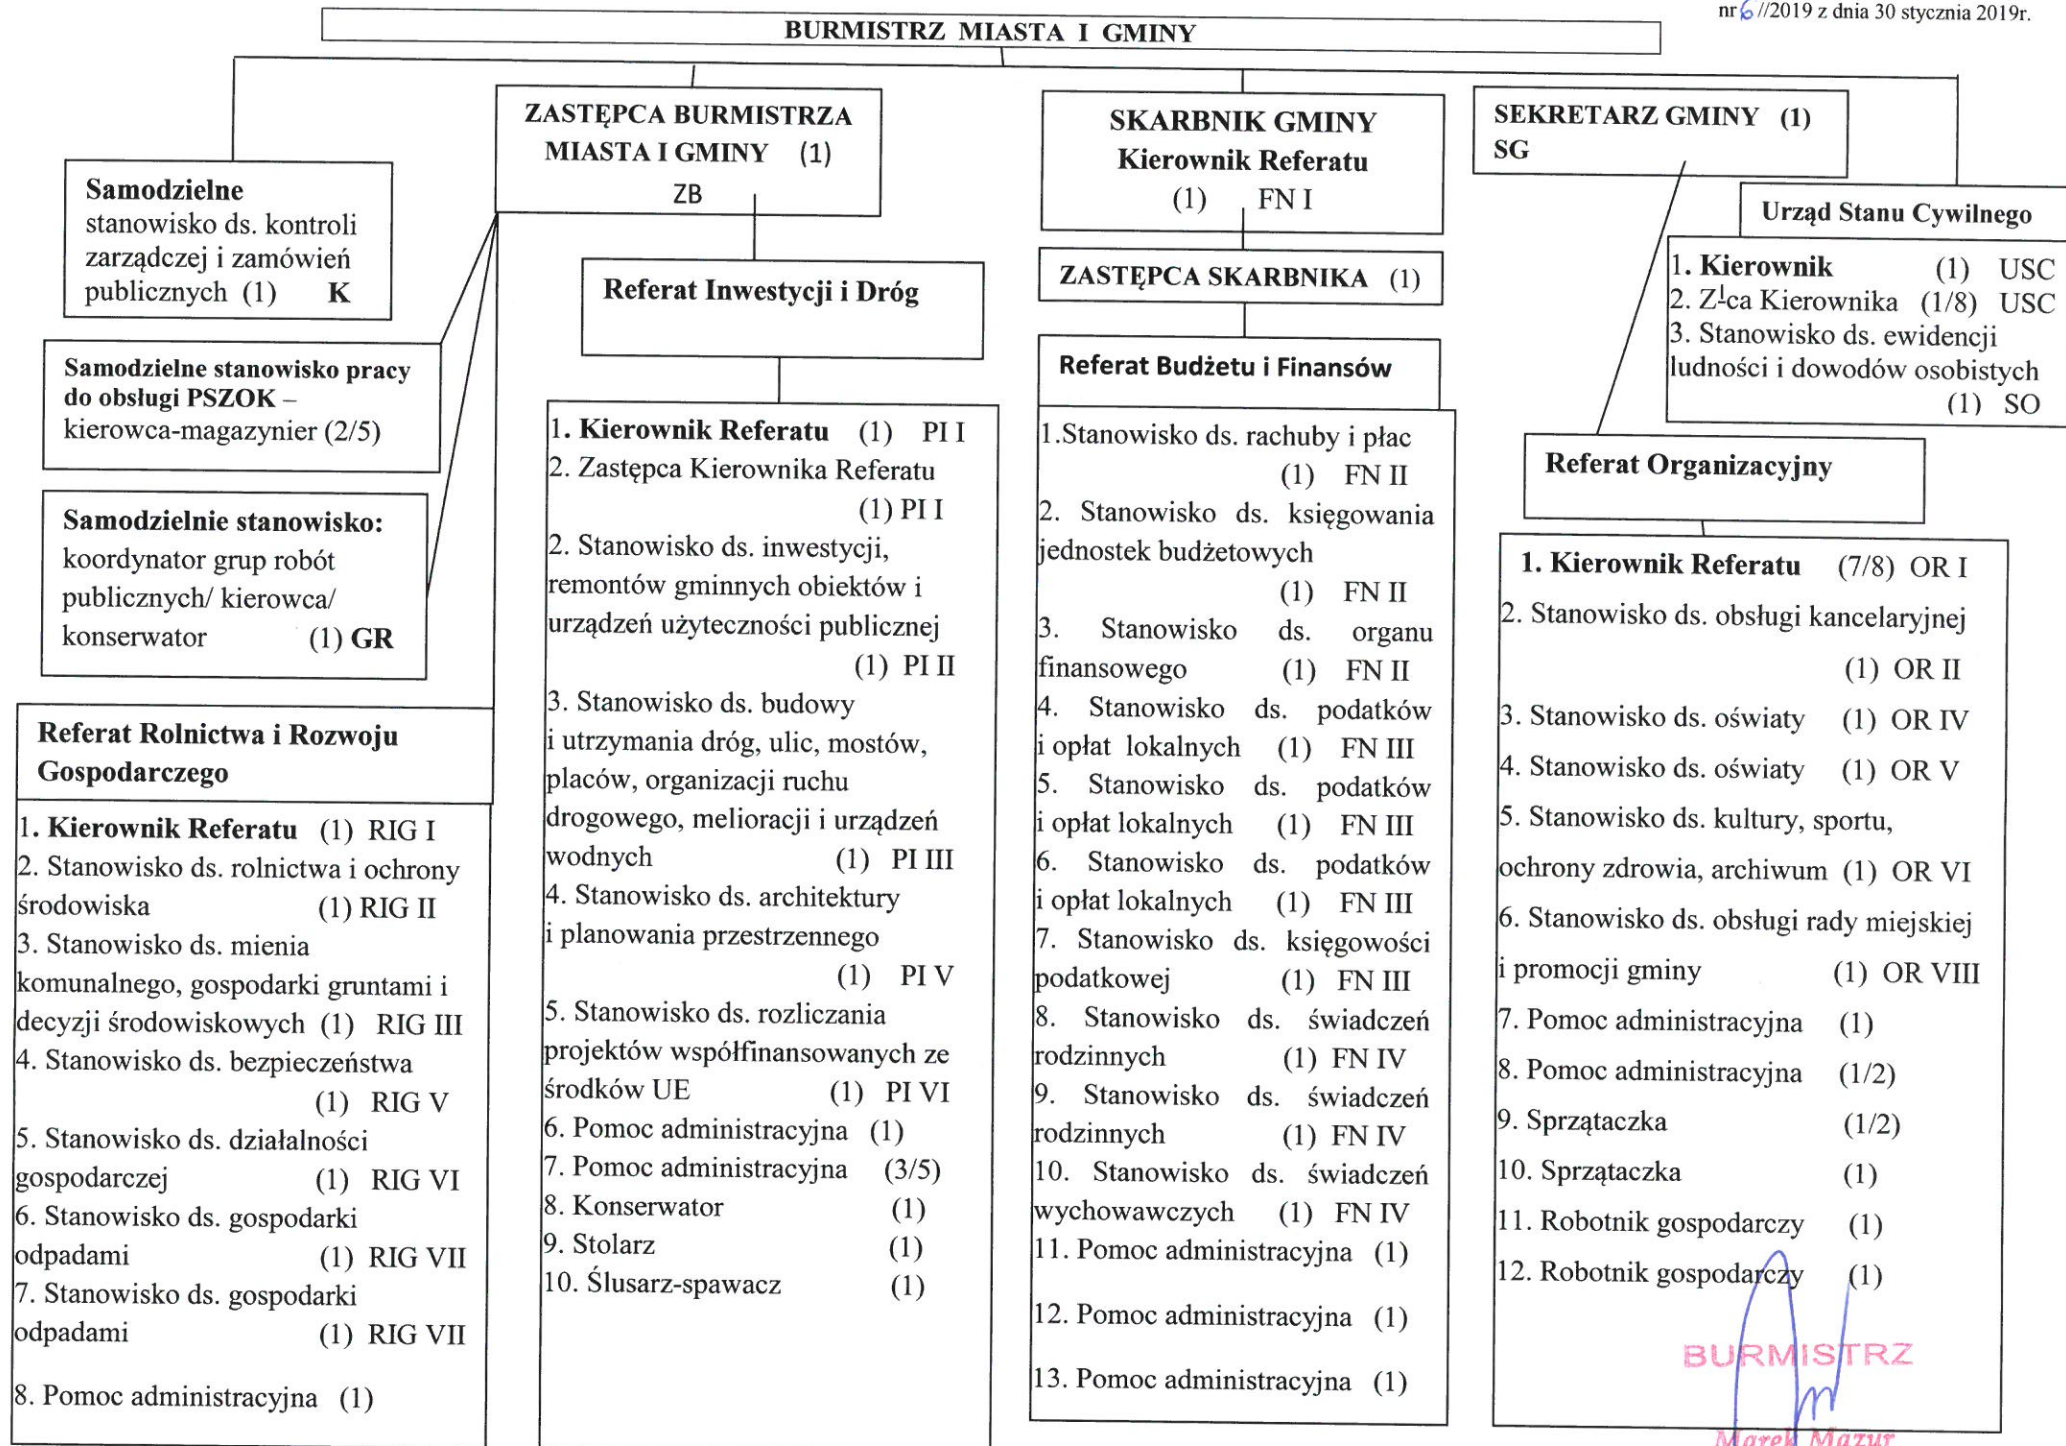 nr 6 //2019 z dnia 30 stycznia 2019r.
BURMISTRZ MIASTA I GMINY
ZASTĘPCA BURMISTRZA
MIASTA I GMINY (1)
ZB
SKARBNIK GMINY
Kierownik Referatu
(1) FN I
SEKRETARZ GMINY (1)
SG
Samodzielne
stanowisko ds. kontroli
zarządczej i zamówień
publicznych (1) K
Urząd Stanu Cywilnego
1. Kierownik (1) USC
2. Z-ca Kierownika (1/8) USC
3. Stanowisko ds. ewidencji
ludności i dowodów osobistych
(1) SO
Referat Inwestycji i Dróg
ZASTĘPCA SKARBNIKA (1)
Samodzielne stanowisko pracy
do obsługi PSZOK –
kierowca-magazynier (2/5)
Referat Budżetu i Finansów
Samodzielnie stanowisko:
koordynator grup robót
publicznych/ kierowca/
konserwator (1) GR
Referat Organizacyjny
Referat Rolnictwa i Rozwoju
Gospodarczego
1. Kierownik Referatu (1) RIG I
2. Stanowisko ds. rolnictwa i ochrony
środowiska (1) RIG II
3. Stanowisko ds. mienia
komunalnego, gospodarki gruntami i
decyzji środowiskowych (1) RIG III
4. Stanowisko ds. bezpieczeństwa
(1) RIG V
5. Stanowisko ds. działalności
gospodarczej (1) RIG VI
6. Stanowisko ds. gospodarki
odpadami (1) RIG VII
7. Stanowisko ds. gospodarki
odpadami (1) RIG VII
8. Pomoc administracyjna (1)
1. Kierownik Referatu (1) PI I
2. Zastępca Kierownika Referatu
(1) PI I
2. Stanowisko ds. inwestycji,
remontów gminnych obiektów i
urządzeń użyteczności publicznej
(1) PI II
3. Stanowisko ds. budowy
i utrzymania dróg, ulic, mostów,
placów, organizacji ruchu
drogowego, melioracji i urządzeń
wodnych (1) PI III
4. Stanowisko ds. architektury
i planowania przestrzennego
(1) PI V
5. Stanowisko ds. rozliczania
projektów współfinansowanych ze
środków UE (1) PI VI
6. Pomoc administracyjna (1)
7. Pomoc administracyjna (3/5)
8. Konserwator (1)
9. Stolarz (1)
10. Ślusarz-spawacz (1)
1.Stanowisko ds. rachuby i płac
(1) FN II
2. Stanowisko ds. księgowania
jednostek budżetowych
(1) FN II
3. Stanowisko ds. organu
finansowego (1) FN II
4. Stanowisko ds. podatków
i opłat lokalnych (1) FN III
5. Stanowisko ds. podatków
i opłat lokalnych (1) FN III
6. Stanowisko ds. podatków
i opłat lokalnych (1) FN III
7. Stanowisko ds. księgowości
podatkowej (1) FN III
8. Stanowisko ds. świadczeń
rodzinnych (1) FN IV
9. Stanowisko ds. świadczeń
rodzinnych (1) FN IV
10. Stanowisko ds. świadczeń
wychowawczych (1) FN IV
11. Pomoc administracyjna (1)
12. Pomoc administracyjna (1)
13. Pomoc administracyjna (1)
1. Kierownik Referatu (7/8) OR I
2. Stanowisko ds. obsługi kancelaryjnej
(1) OR II
3. Stanowisko ds. oświaty (1) OR IV
4. Stanowisko ds. oświaty (1) OR V
5. Stanowisko ds. kultury, sportu,
ochrony zdrowia, archiwum (1) OR VI
6. Stanowisko ds. obsługi rady miejskiej
i promocji gminy (1) OR VIII
7. Pomoc administracyjna (1)
8. Pomoc administracyjna (1/2)
9. Sprzątaczka (1/2)
10. Sprzątaczka (1)
11. Robotnik gospodarczy (1)
12. Robotnik gospodarczy (1)
BURMISTRZ
Marek Mazur